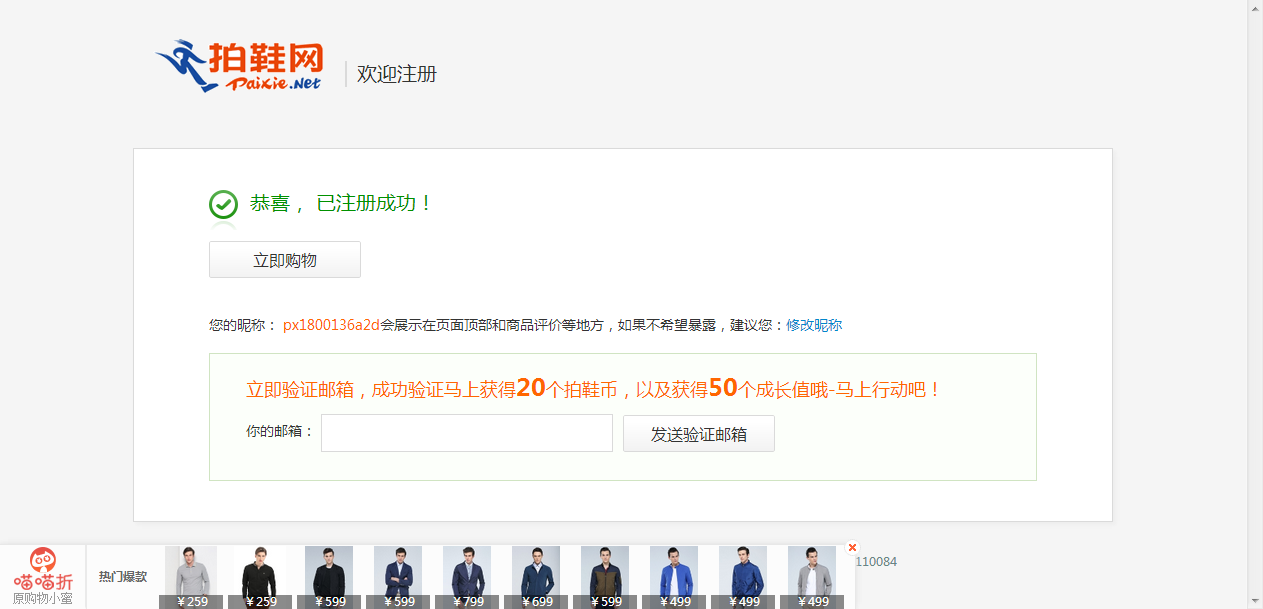 拍鞋网
Paixie.Net
欢迎注册
恭喜， 已注册成功！
立即购物
您的昵称： px1800136a2d会展示在页面顶部和商品评价等地方，如果不希望暴露，建议您：修改昵称
立即验证邮箱，成功验证马上获得20个拍鞋币，以及获得50个成长值哦-马上行动吧！
你的邮箱：
发送验证邮箱
喵喵折
原购物小蜜
热门爆款
¥259
¥259
¥599
¥599
¥799
¥699
¥599
¥499
¥499
¥499
110084